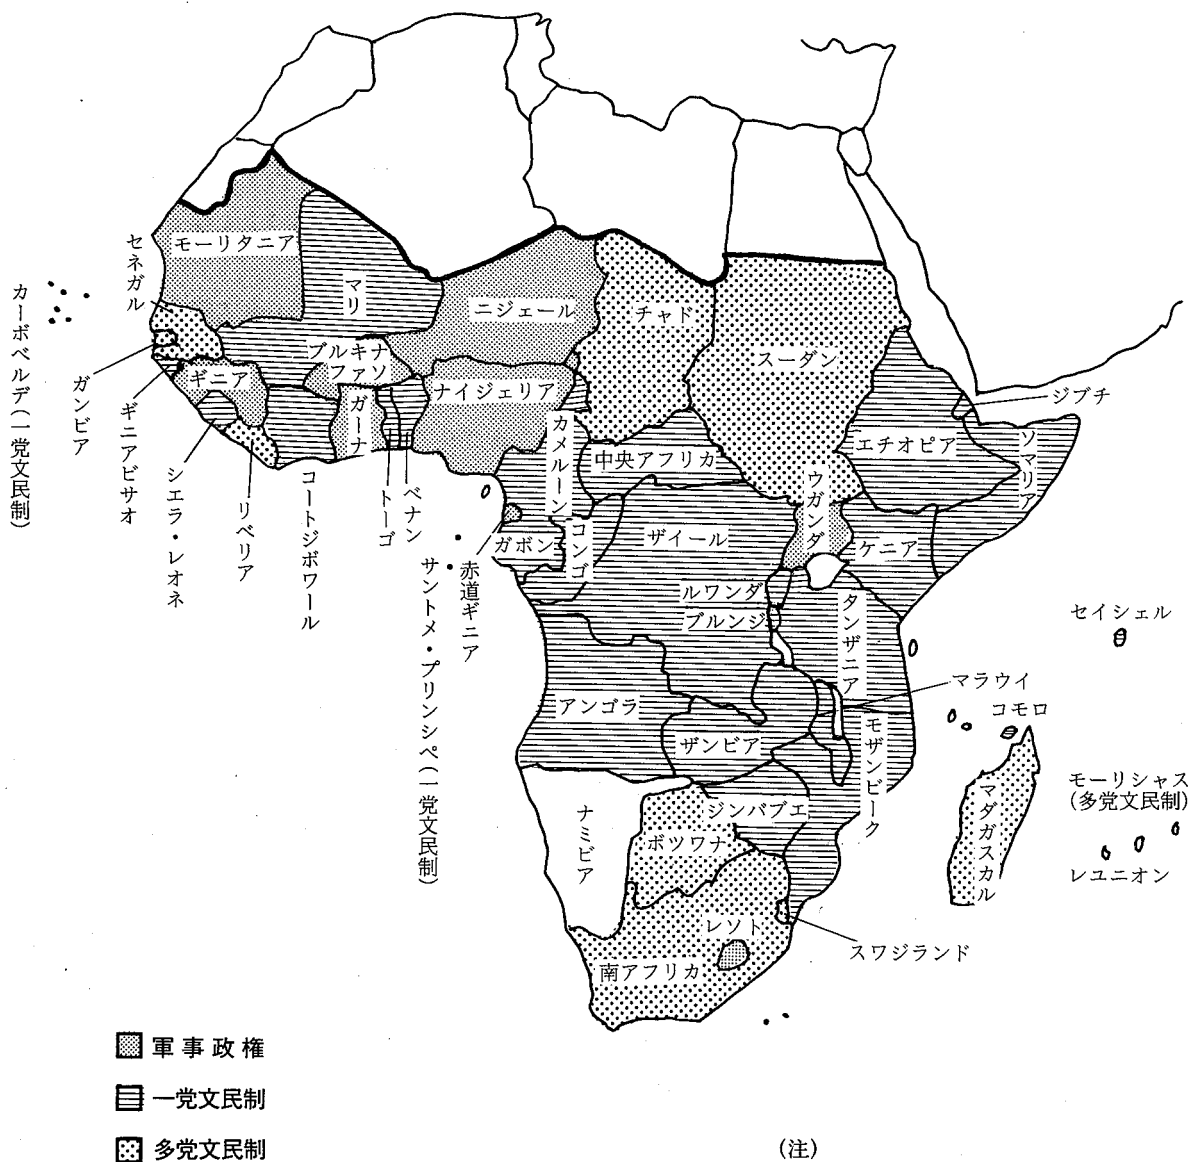 モーリタニア
セネガル
マリ
ニジェール
チャド
スーダン
カーボベルデ(一党文民制)
ガンビア
ギニアビサオ
ギニア
ブルキナ
ファソ
ガーナ
ナイジェリア
シエラ・レオネ
リベリア
コートジボワール
トーゴ
ベナン
カメルーン
中央アフリカ
エチオピア
ジブチ
ソマリア
ウガンダ
ケニア
ガボン
コンゴ
ザイール
赤道ギニア
サントメ・プリンシペ(一党文民制)
ルワンダ
ブルンジ
タンザニア
セイシェル
マラウイ
コモロ
アンゴラ
ザンビア
モザンビーク
モーリシャス
(多党文民制)
レユニオン
マダガスカル
ナミビア
ジンバブエ
ボツワナ
レソト
スワジランド
南アフリカ
軍事政権
一党文民制
多党文民制
(注)